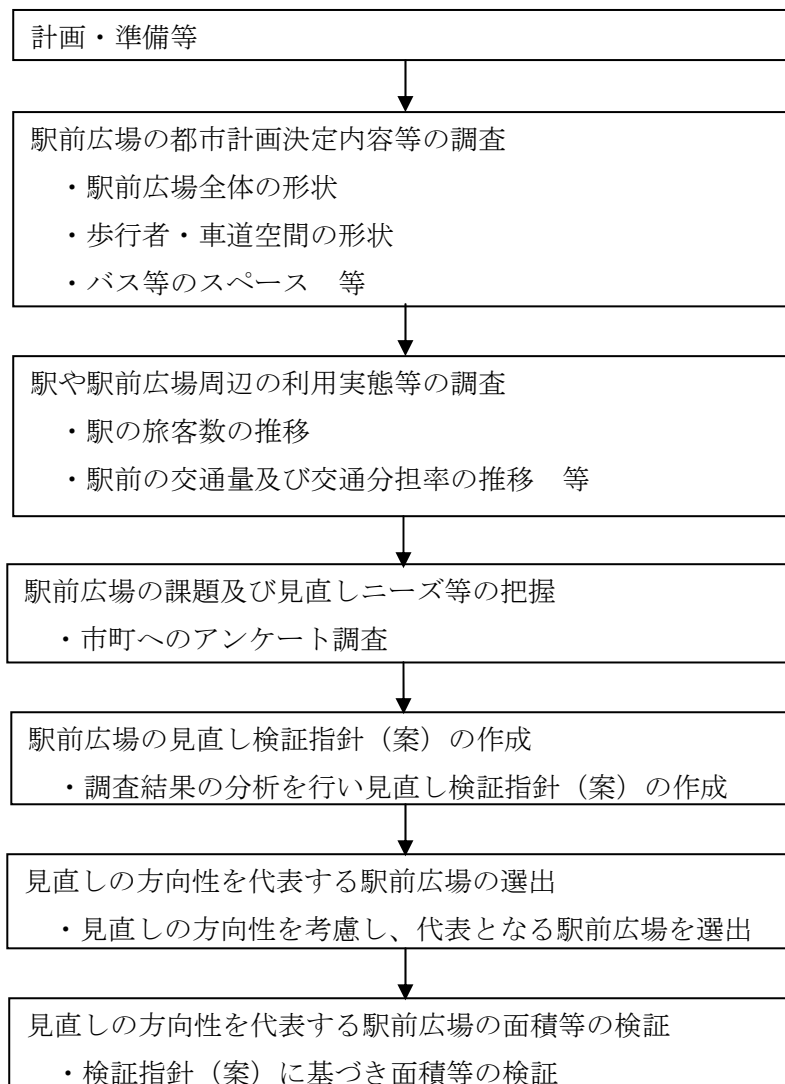 計画・準備等
駅前広場の都市計画決定内容等の調査
・駅前広場全体の形状
・歩行者・車道空間の形状
・バス等のスペース　等
駅や駅前広場周辺の利用実態等の調査
・駅の旅客数の推移
・駅前の交通量及び交通分担率の推移　等
駅前広場の課題及び見直しニーズ等の把握
・市町へのアンケート調査
駅前広場の見直し検証指針（案）の作成
・調査結果の分析を行い見直し検証指針（案）の作成
見直しの方向性を代表する駅前広場の選出
・見直しの方向性を考慮し、代表となる駅前広場を選出
見直しの方向性を代表する駅前広場の面積等の検証
・検証指針（案）に基づき面積等の検証